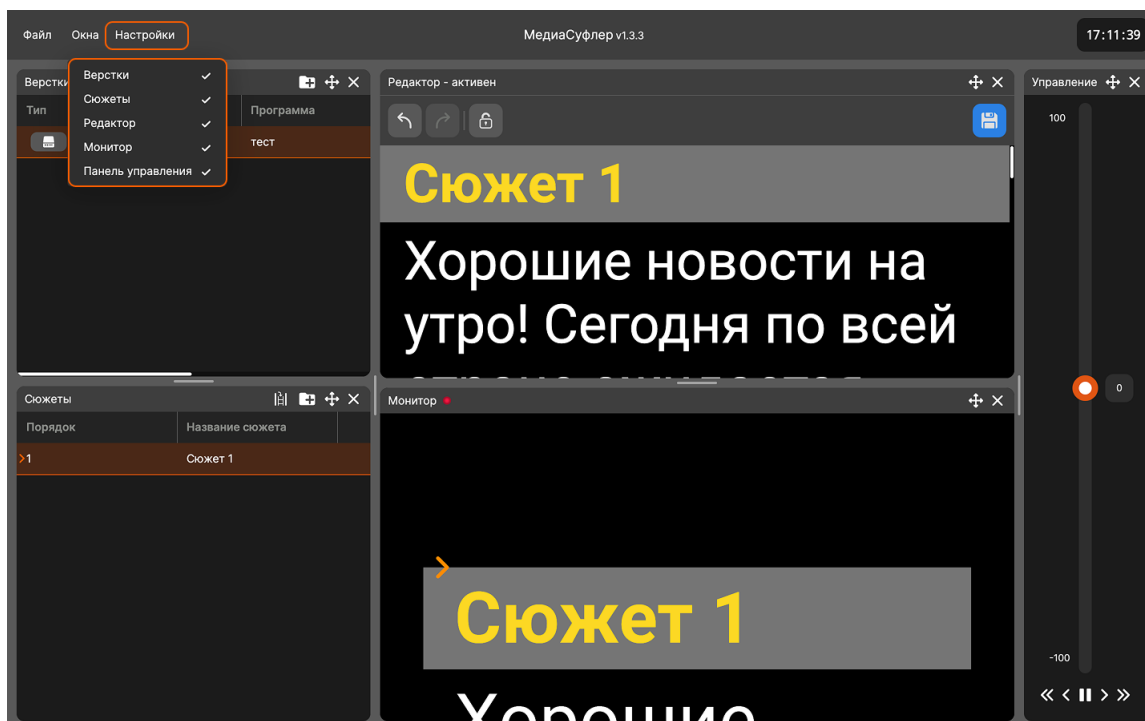 Файл Окна Настройки МедиаСуфлер v1.3.3 17:11:39
Верстки
Сюжеты
Редактор
Монитор
Панель управления
Верстки
Тип Программа
тест
Редактор - активен
Сюжет 1
Хорошие новости на
утро! Сегодня по всей
Сюжеты
Порядок Название сюжета
1 Сюжет 1
Монитор
Сюжет 1
Хорошие
Управление
100
0
-100